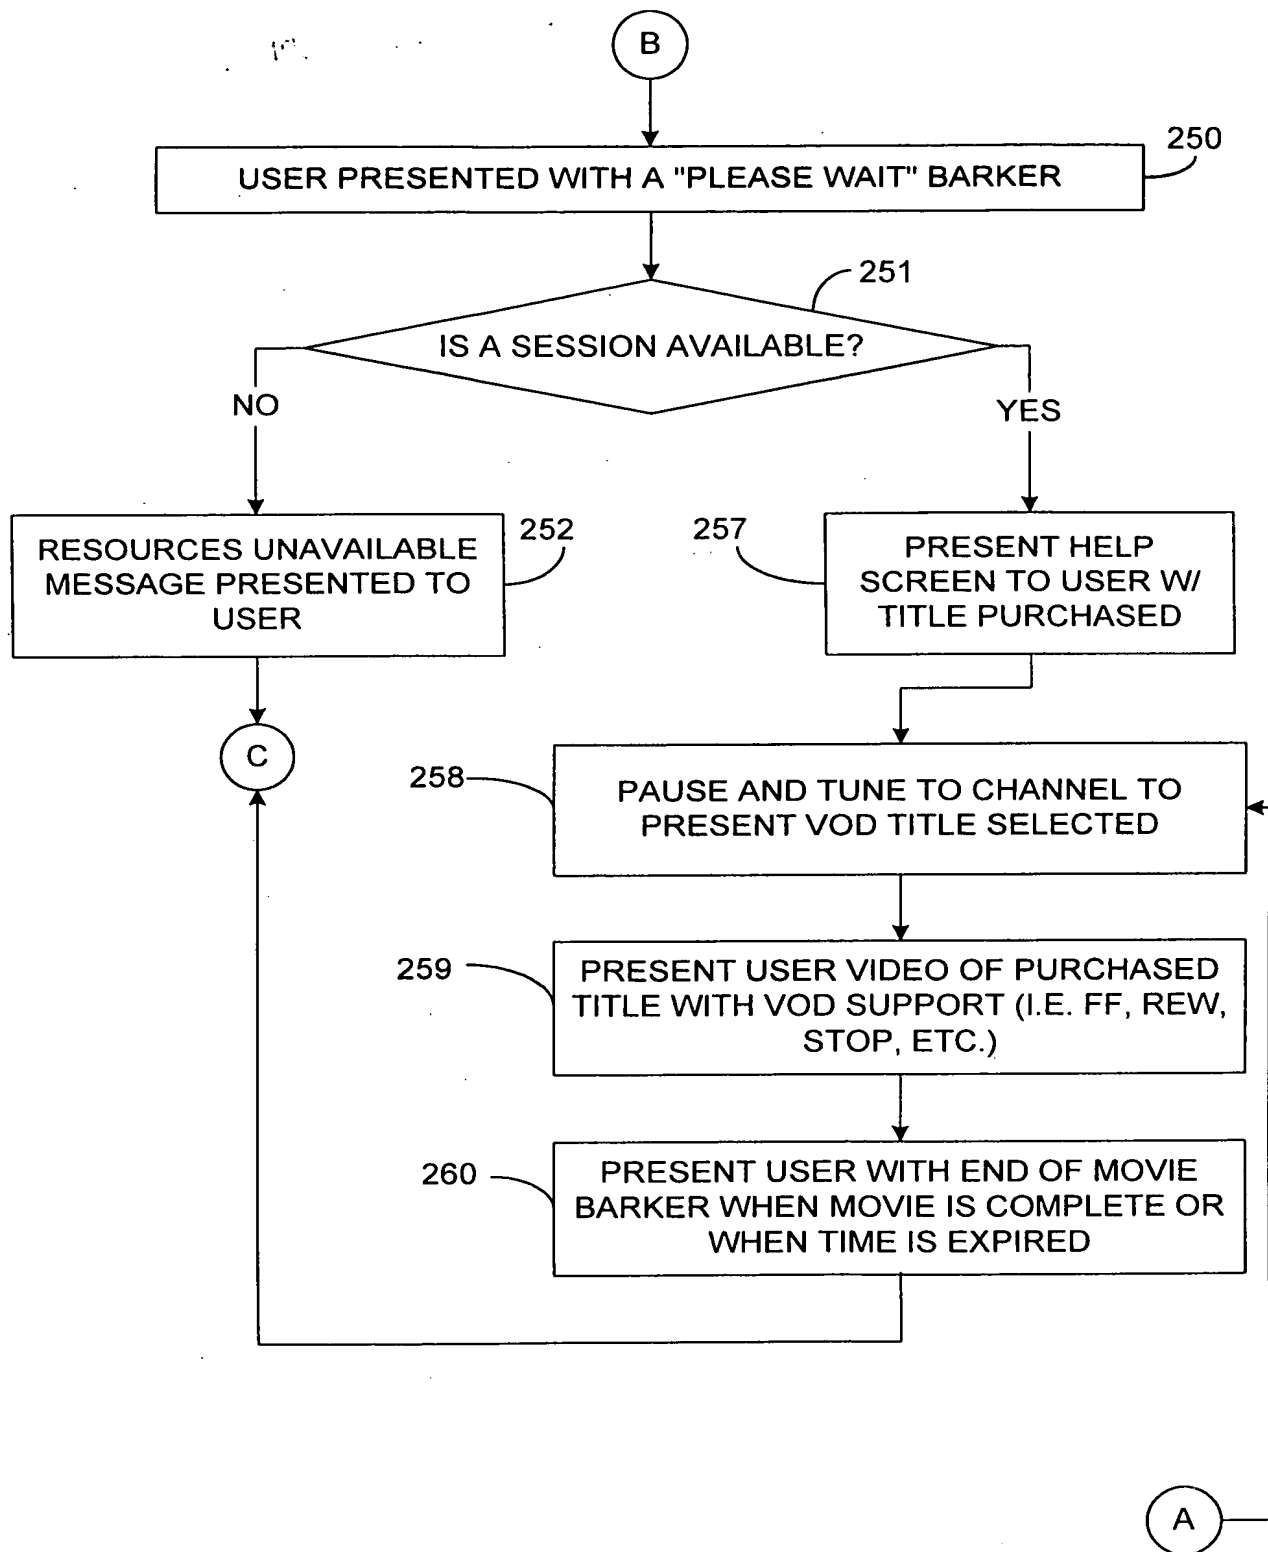 B
250
USER PRESENTED WITH A "PLEASE WAIT" BARKER
251
IS A SESSION AVAILABLE?
NO
YES
252
RESOURCES UNAVAILABLE
MESSAGE PRESENTED TO
USER
257
PRESENT HELP
SCREEN TO USER W/
TITLE PURCHASED
C
258
PAUSE AND TUNE TO CHANNEL TO
PRESENT VOD TITLE SELECTED
259
PRESENT USER VIDEO OF PURCHASED
TITLE WITH VOD SUPPORT (I.E. FF, REW,
STOP, ETC.)
260
PRESENT USER WITH END OF MOVIE
BARKER WHEN MOVIE IS COMPLETE OR
WHEN TIME IS EXPIRED
A